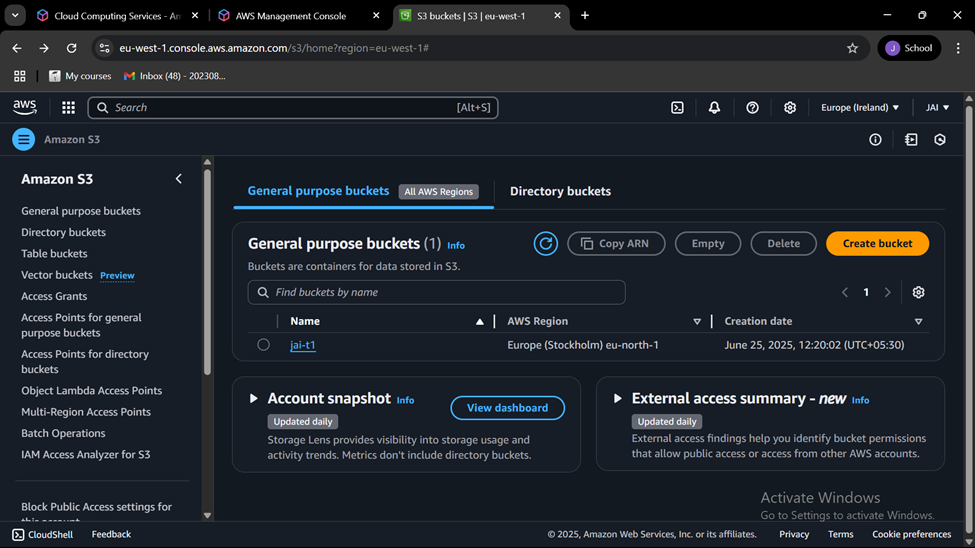 Cloud Computing Services - An
AWS Management Console
S3 buckets | S3 | eu-west-1
eu-west-1.console.aws.amazon.com/s3/home?region=eu-west-1#
J School
My courses
Inbox (48) - 202308...
aws
Search [Alt+S]
Europe (Ireland)
JAI
Amazon S3
Amazon S3
General purpose buckets
Directory buckets
Table buckets
Vector buckets Preview
Access Grants
Access Points for general
purpose buckets
Access Points for directory
buckets
Object Lambda Access Points
Multi-Region Access Points
Batch Operations
IAM Access Analyzer for S3
Block Public Access settings for
this account
General purpose buckets All AWS Regions
Directory buckets
General purpose buckets (1) Info
Copy ARN
Empty
Delete
Create bucket
Buckets are containers for data stored in S3.
Find buckets by name
1
Name AWS Region Creation date
jai-t1 Europe (Stockholm) eu-north-1 June 25, 2025, 12:20:02 (UTC+05:30)
Account snapshot Info
View dashboard
Updated daily
Storage Lens provides visibility into storage usage and
activity trends. Metrics don't include directory buckets.
External access summary - new Info
Updated daily
External access findings help you identify bucket permissions
that allow public access or access from other AWS accounts.
Activate Windows
Go to Settings to activate Windows.
CloudShell Feedback © 2025, Amazon Web Services, Inc. or its affiliates. Privacy Terms Cookie preferences